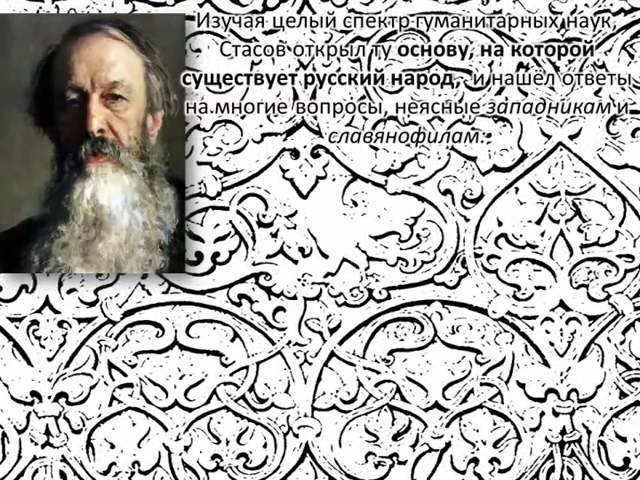 Изучая целый спектр гуманитарных наук,
Стасов открыл ту основу, на которой
существует русский народ, и нашёл ответы
на многие вопросы, неясные западникам и
славянофилам.